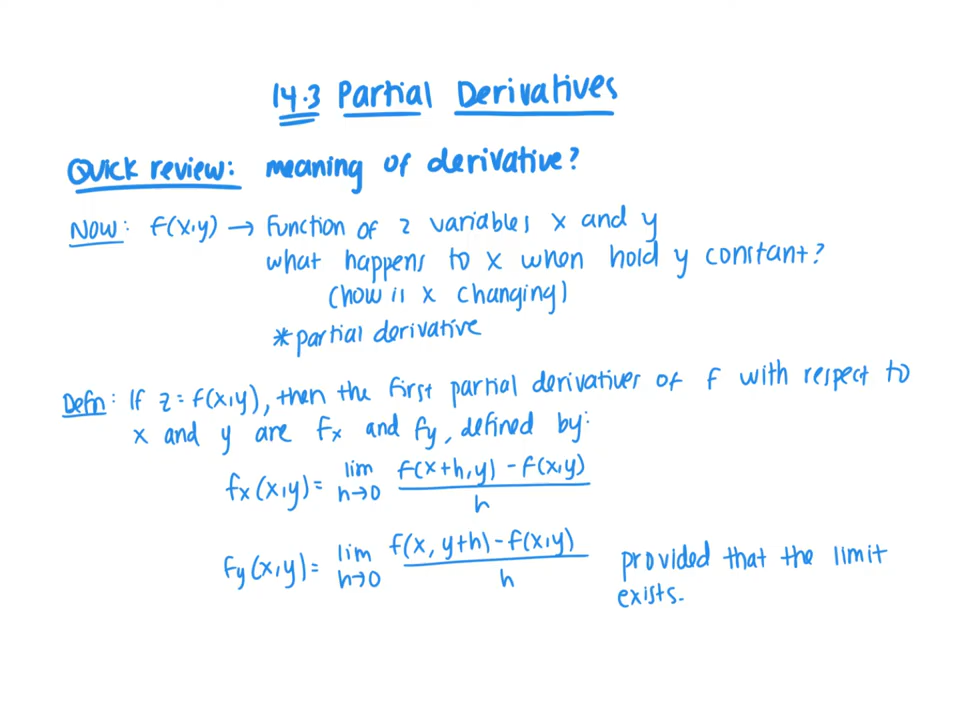 14.3 Partial Derivatives
Quick review: meaning of derivative?
Now: f(x,y) → Function of 2 variables x and y
what happens to x when hold y constant?
(how is x changing)
*partial derivative
Defn: If z = f(x,y), then the first partial derivatives of f with respect to
x and y are fx and fy, defined by:
fx(x,y) = lim h→0 f(x+h,y) - f(x,y) / h
fy(x,y) = lim h→0 f(x, y+h) - f(x,y) / h provided that the limit
exists.